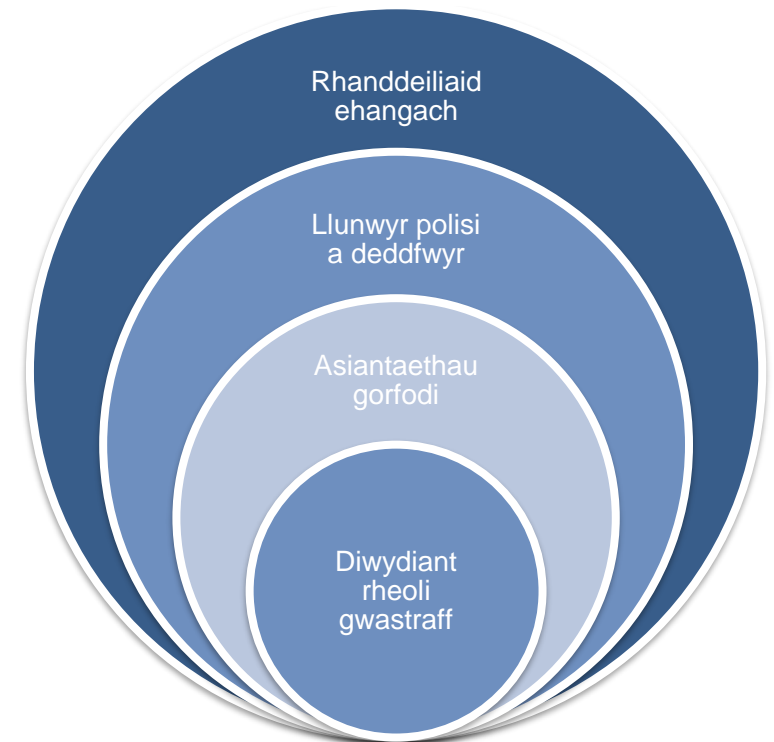 Rhanddeiliaid
ehangach
Llunwyr polisi
a deddfwyr
Asiantaethau
gorfodi
Diwydiant
rheoli
gwastraff